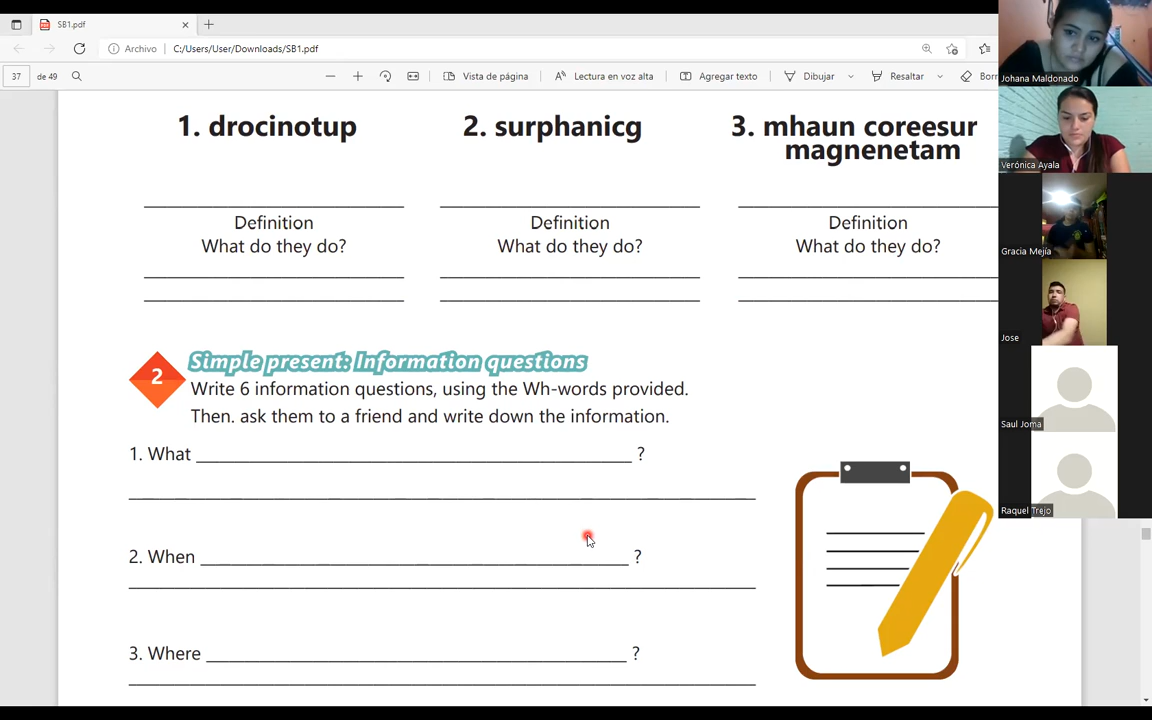 SB1.pdf
Archivo C:/Users/User/Downloads/SB1.pdf
37 de 49 Vista de página Lectura en voz alta Agregar texto Dibujar Resaltar Borr
1. drocinotup
2. surphanicg
3. mhaun coreesur
magnenetam
Definition
What do they do?
Definition
What do they do?
Definition
What do they do?
2
Simple present: Information questions
Write 6 information questions, using the Wh-words provided.
Then. ask them to a friend and write down the information.
1. What ?
2. When ?
3. Where ?
Johana Maldonado
Verónica Ayala
Gracia Mejía
Jose
Saul Joma
Raquel Trejo